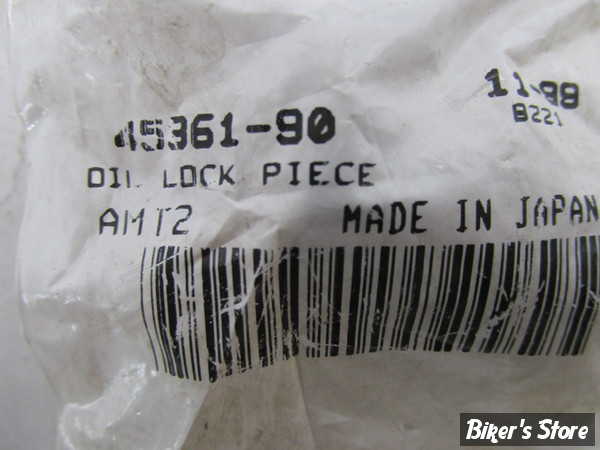 45361-90
11-98
B221
OIL LOCK PIECE
AMT2
MADE IN JAPAN
Biker's Store